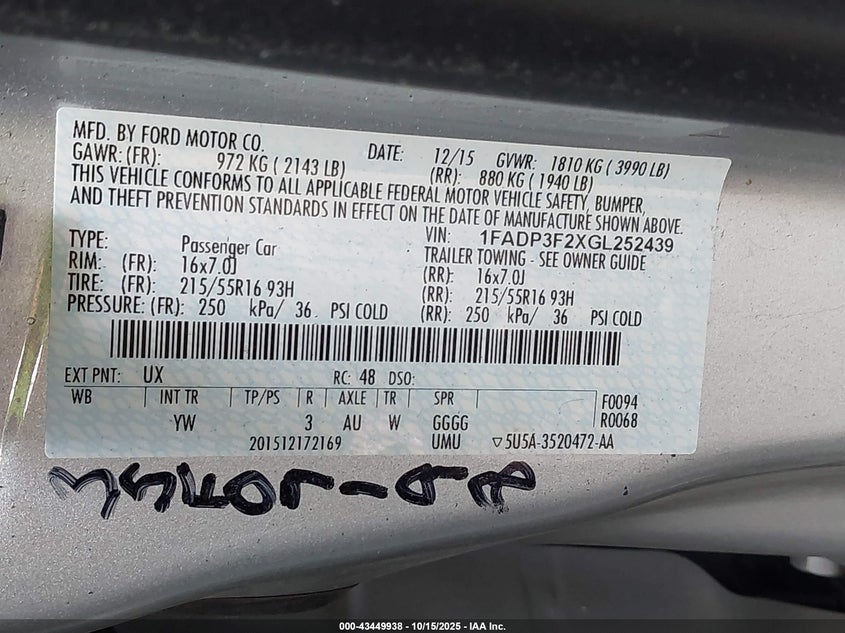 MFD. BY FORD MOTOR CO.
DATE: 12/15 GVWR: 1810 KG ( 3990 LB)
GAWR: (FR): 972 KG ( 2143 LB) (RR): 880 KG ( 1940 LB)
THIS VEHICLE CONFORMS TO ALL APPLICABLE FEDERAL MOTOR VEHICLE SAFETY, BUMPER,
AND THEFT PREVENTION STANDARDS IN EFFECT ON THE DATE OF MANUFACTURE SHOWN ABOVE.
VIN: 1FADP3F2XGL252439
TYPE: Passenger Car TRAILER TOWING - SEE OWNER GUIDE
RIM: (FR): 16x7.0J (RR): 16x7.0J
TIRE: (FR): 215/55R16 93H (RR): 215/55R16 93H
PRESSURE: (FR): 250 kPa/ 36 PSI COLD (RR): 250 kPa/ 36 PSI COLD
EXT PNT: UX RC: 48 DSO:
WB INT TR TP/PS R AXLE TR SPR F0094
YW 3 AU W GGGG R0068
201512172169 UMU ▽5U5A-3520472-AA
000-43449938 - 10/15/2025 - IAA Inc.